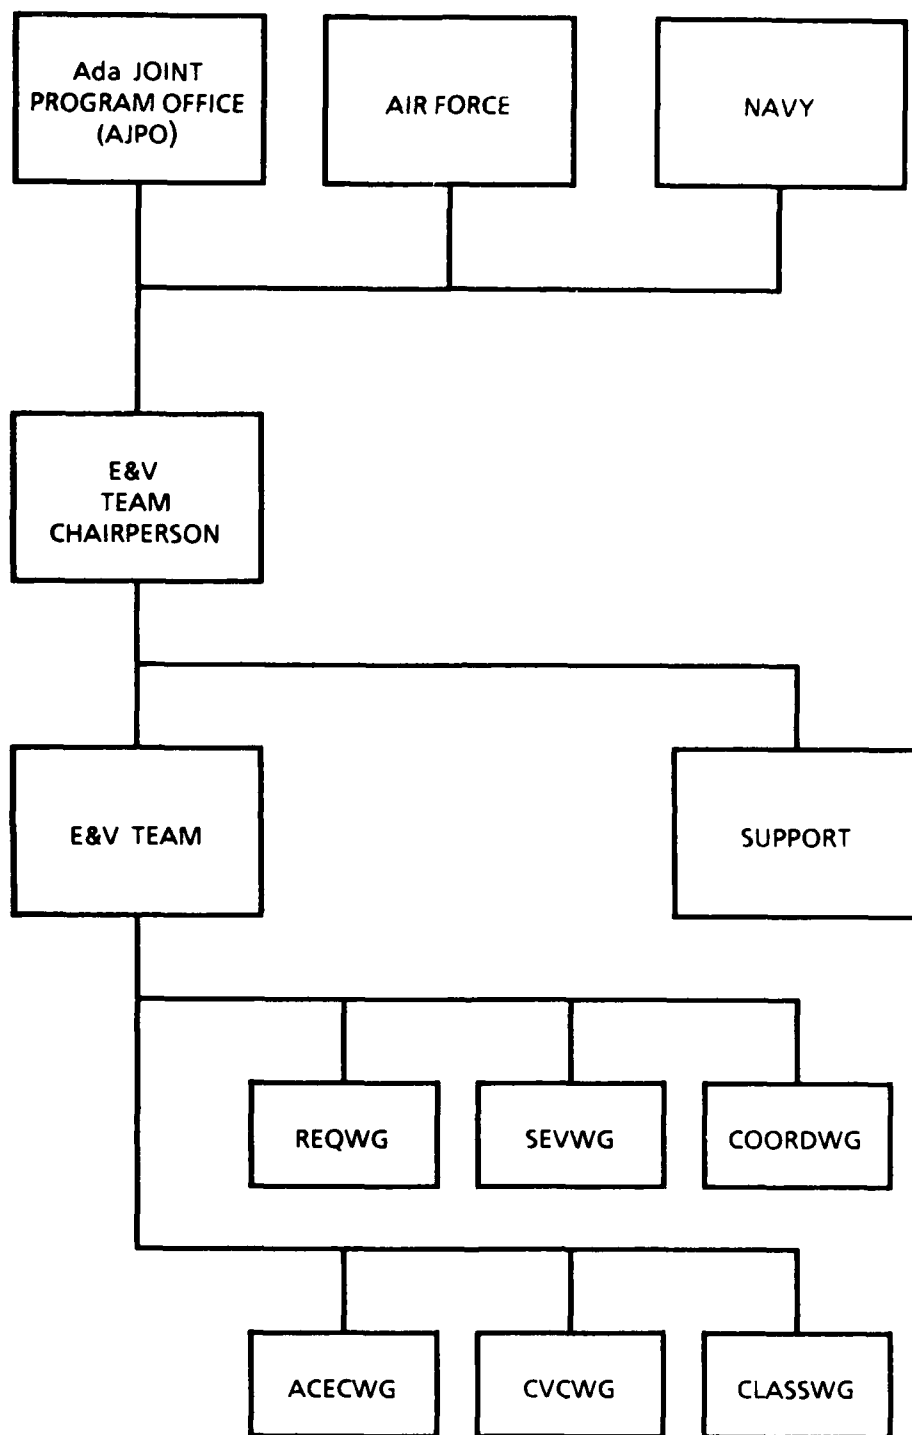 Ada JOINT
PROGRAM OFFICE
(AJPO)
AIR FORCE
NAVY
E&V
TEAM
CHAIRPERSON
E&V TEAM
SUPPORT
REQWG
SEVWG
COORDWG
ACECWG
CVCWG
CLASSWG